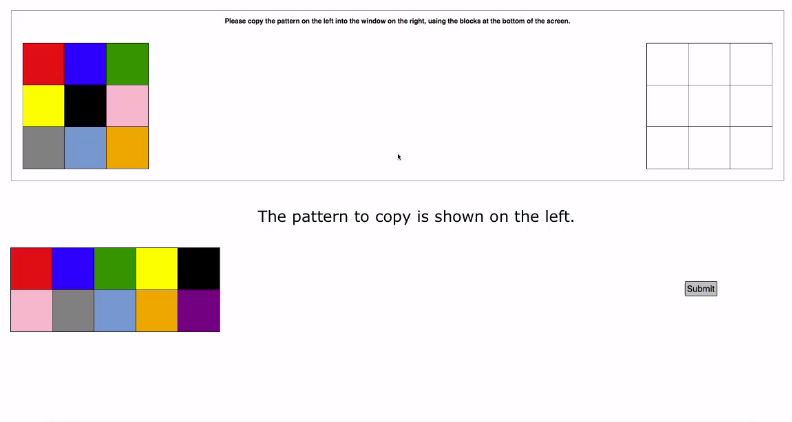 Please copy the pattern on the left into the window on the right, using the blocks at the bottom of the screen.
The pattern to copy is shown on the left.
Submit